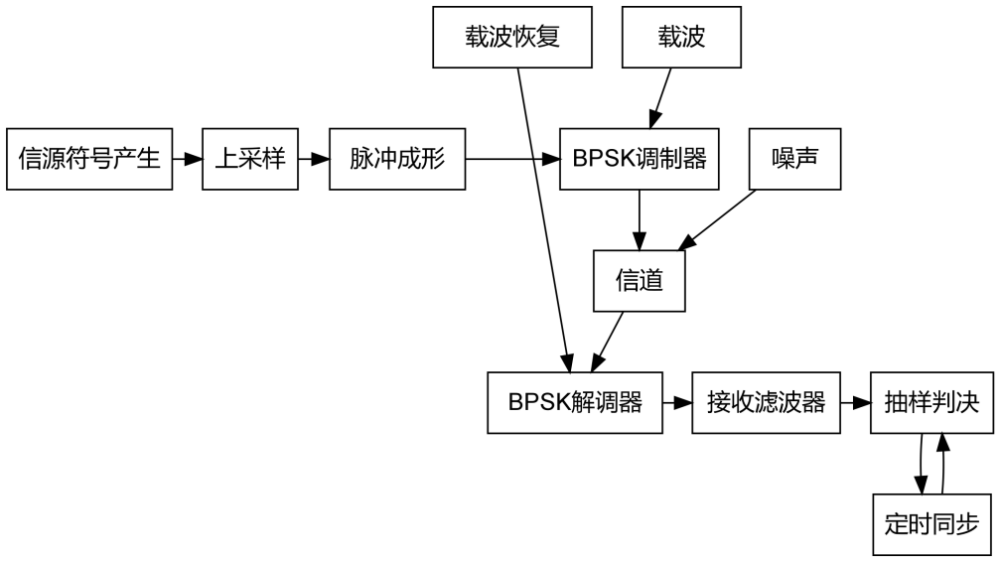 载波恢复
载波
信源符号产生
上采样
脉冲成形
BPSK调制器
噪声
信道
BPSK解调器
接收滤波器
抽样判决
定时同步